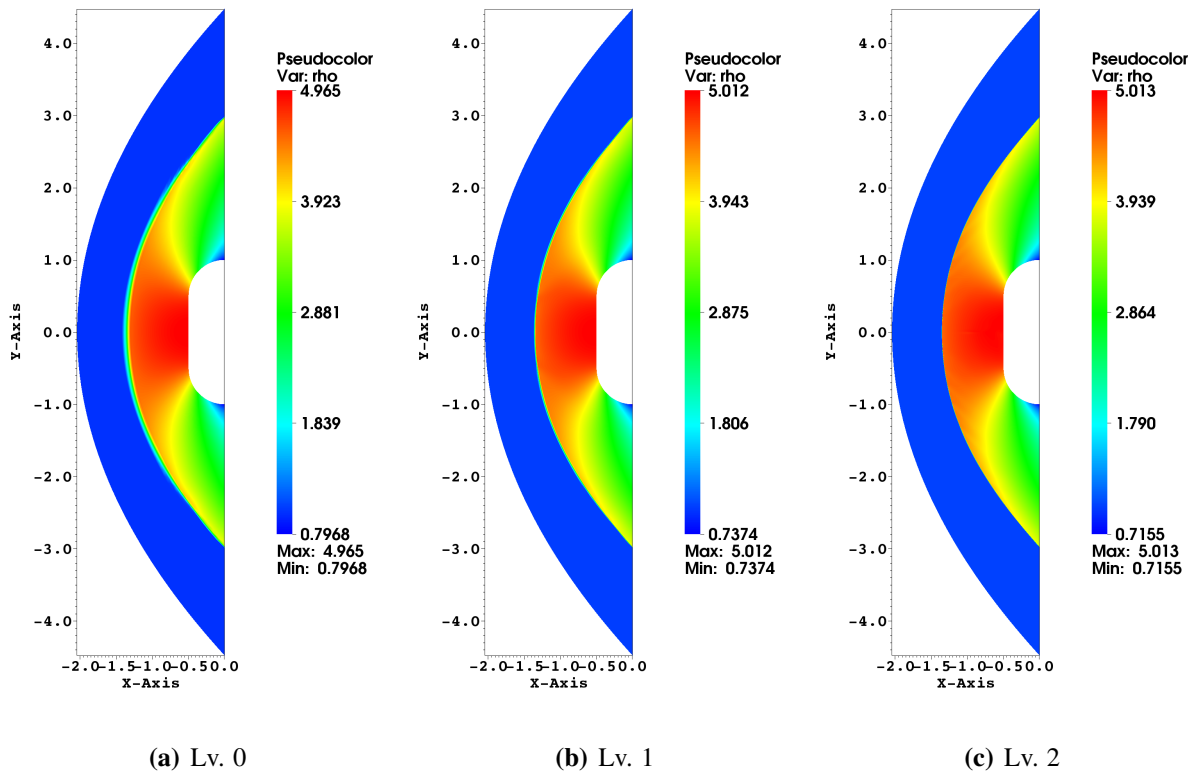 Pseudocolor
Var: rho
4.965
3.923
2.881
1.839
0.7968
Max: 4.965
Min: 0.7968
4.0
3.0
2.0
1.0
0.0
-1.0
-2.0
-3.0
-4.0
Y-Axis
-2.0-1.5-1.0-0.50.0
X-Axis
(a) Lv. 0
Pseudocolor
Var: rho
5.012
3.943
2.875
1.806
0.7374
Max: 5.012
Min: 0.7374
4.0
3.0
2.0
1.0
0.0
-1.0
-2.0
-3.0
-4.0
Y-Axis
-2.0-1.5-1.0-0.50.0
X-Axis
(b) Lv. 1
Pseudocolor
Var: rho
5.013
3.939
2.864
1.790
0.7155
Max: 5.013
Min: 0.7155
4.0
3.0
2.0
1.0
0.0
-1.0
-2.0
-3.0
-4.0
Y-Axis
-2.0-1.5-1.0-0.50.0
X-Axis
(c) Lv. 2